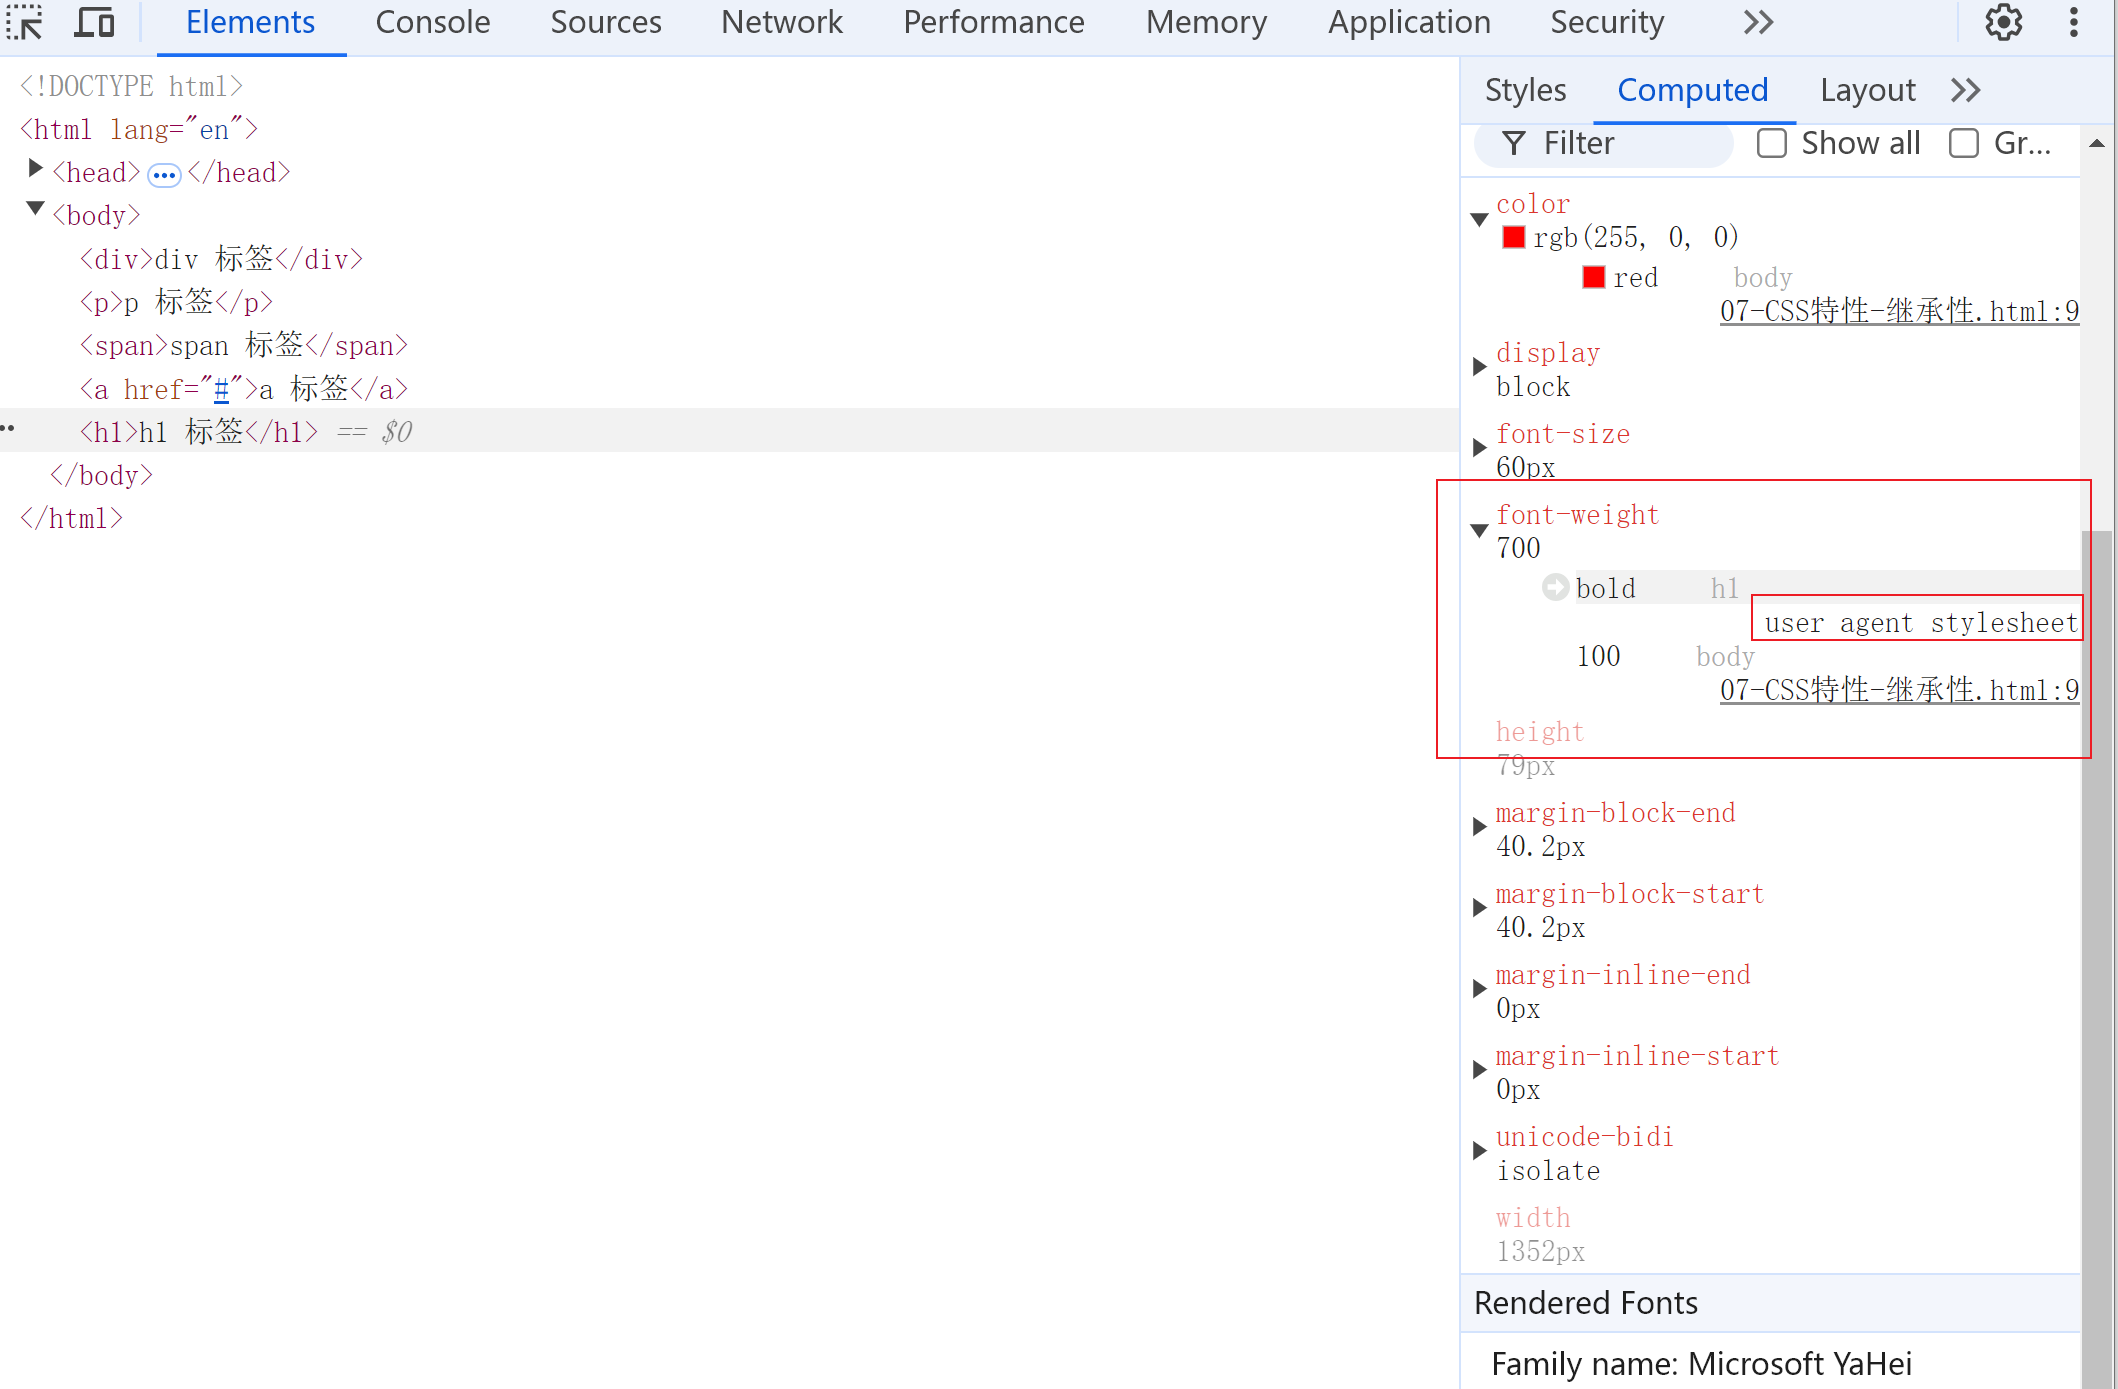 Elements Console Sources Network Performance Memory Application Security
<!DOCTYPE html>
<html lang="en">
<head> </head>
<body>
<div>div 标签</div>
<p>p 标签</p>
<span>span 标签</span>
<a href="#">a 标签</a>
<h1>h1 标签</h1> == $0
</body>
</html>
Styles Computed Layout
Filter Show all Gr...
color
rgb(255, 0, 0)
red body
07-CSS特性-继承性.html:9
display
block
font-size
60px
font-weight
700
bold h1
user agent stylesheet
100 body
07-CSS特性-继承性.html:9
height
79px
margin-block-end
40.2px
margin-block-start
40.2px
margin-inline-end
0px
margin-inline-start
0px
unicode-bidi
isolate
width
1352px
Rendered Fonts
Family name: Microsoft YaHei